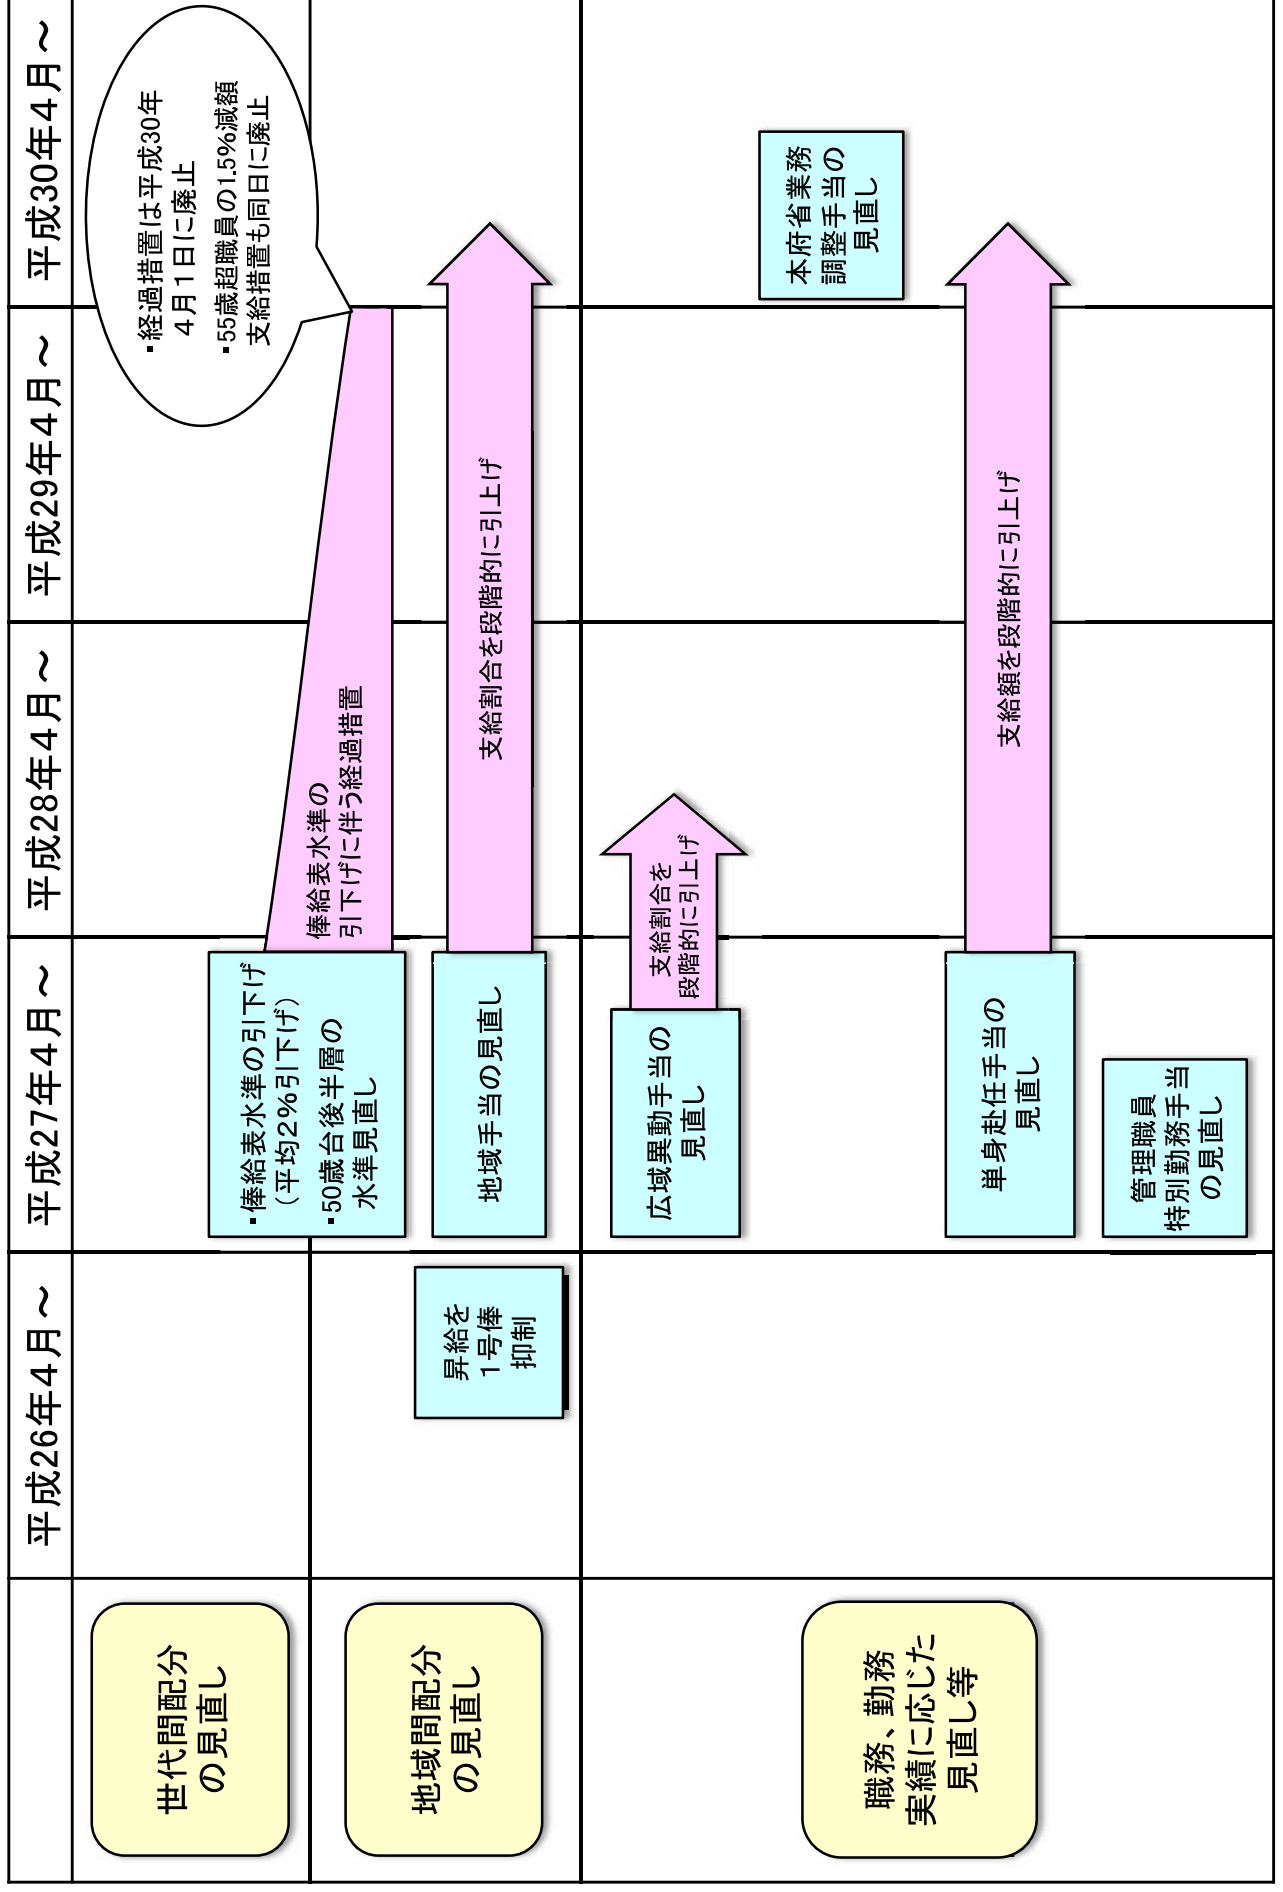 平成26年４月～
平成27年４月～
平成28年４月～
平成29年４月～
平成30年４月～
世代間配分
の見直し
・俸給表水準の引下げ
（平均２％引下げ）
・50歳台後半層の
水準見直し
俸給表水準の
引下げに伴う経過措置
・経過措置は平成30年
４月１日に廃止
・55歳超職員の1.5％減額
支給措置も同日に廃止
地域間配分
の見直し
昇給を
１号俸
抑制
地域手当の見直し
支給割合を段階的に引上げ
職務、勤務
実績に応じた
見直し等
広域異動手当の
見直し
支給割合を
段階的に引上げ
本府省業務
調整手当の
見直し
単身赴任手当の
見直し
支給額を段階的に引上げ
管理職員
特別勤務手当
の見直し